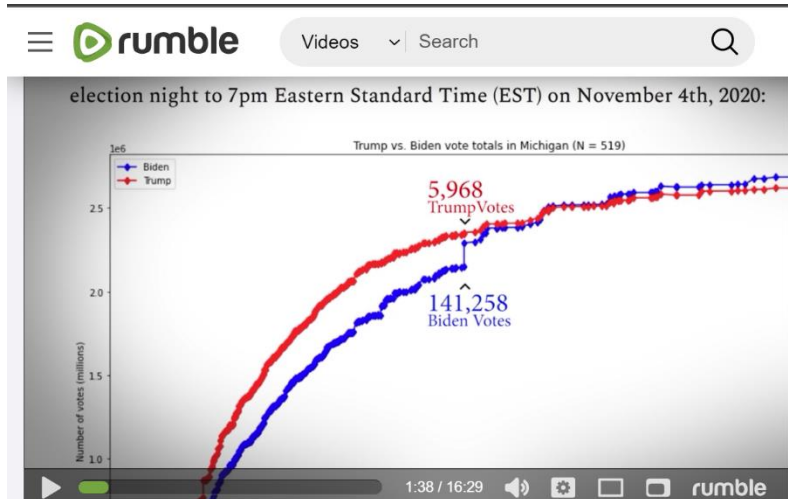 rumble
Videos
Search
election night to 7pm Eastern Standard Time (EST) on November 4th, 2020:
1e6
Trump vs. Biden vote totals in Michigan (N = 519)
Biden
Trump
5,968
TrumpVotes
2.5
2.0
141,258
Biden Votes
1.5
Number of votes (millions)
1.0
1:38 / 16:29
rumble